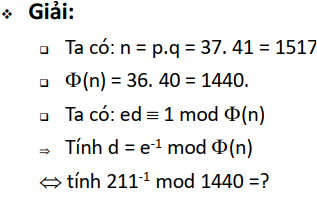 ❖ Giải:
❑ Ta có: n = p.q = 37. 41 = 1517
❑ Φ(n) = 36. 40 = 1440.
❑ Ta có: ed ≡ 1 mod Φ(n)
⇒ Tính d = e⁻¹ mod Φ(n)
⇔ tính 211⁻¹ mod 1440 =?